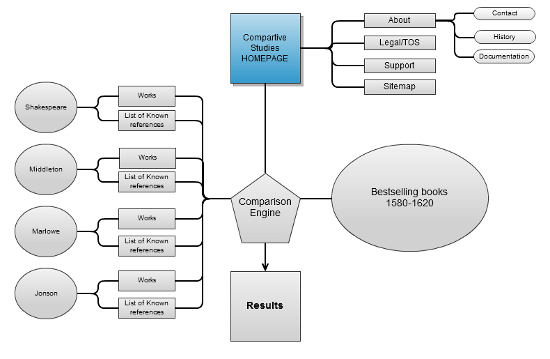 Compartive
Studies
HOMEPAGE
About
Legal/TOS
Support
Sitemap
Contact
History
Documentation
Shakespeare
Works
List of Known
references
Middleton
Works
List of Known
references
Marlowe
Works
List of Known
references
Jonson
Works
List of Known
references
Comparison
Engine
Bestselling books
1580-1620
Results